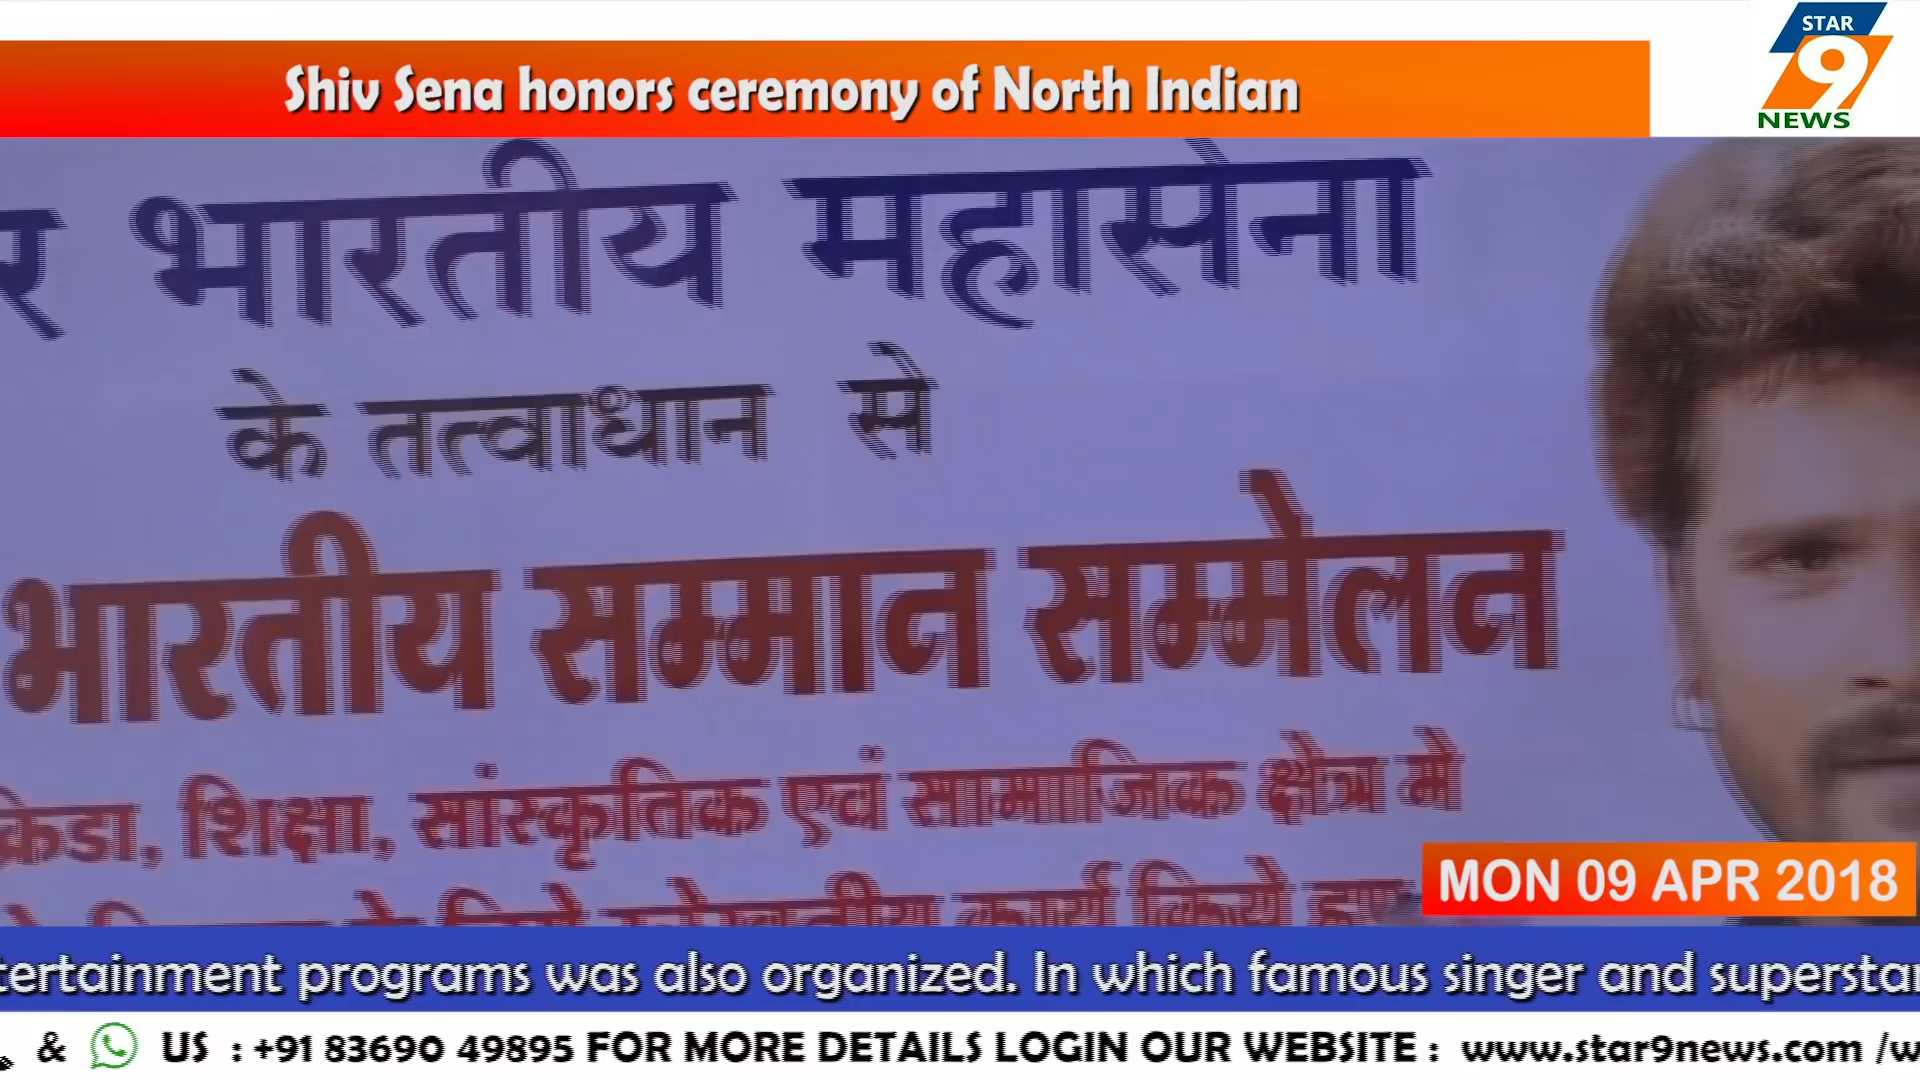 STAR
9
NEWS
Shiv Sena honors ceremony of North Indian
र भारतीय महासेना
के तत्वाधान से
भारतीय सम्मान सम्मेलन
क्रिडा, शिक्षा, सांस्कृतिक एवं सामाजिक क्षेत्र मे
कार्य किये हुए
MON 09 APR 2018
tertainment programs was also organized. In which famous singer and superstar
& US : +91 83690 49895 FOR MORE DETAILS LOGIN OUR WEBSITE : www.star9news.com /w